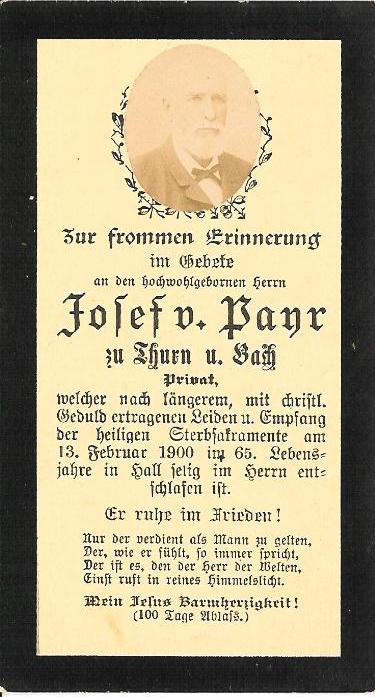 Zur frommen Erinnerung
im Gebete
an den hochwohlgebornen Herrn
Josef v. Payr
zu Thurn u. Bach
Privat,
welcher nach längerem, mit christl.
Geduld ertragenen Leiden u. Empfang
der heiligen Sterbsakramente am
13. Februar 1900 im 65. Lebens-
jahre in Hall selig im Herrn ent-
schlafen ist.
Er ruhe im Frieden!
Nur der verdient als Mann zu gelten,
Der, wie er fühlt, so immer spricht,
Der ist es, den der Herr der Welten,
Einst ruft in reines Himmelslicht.
Mein Jesus Barmherzigkeit!
(100 Tage Ablass.)